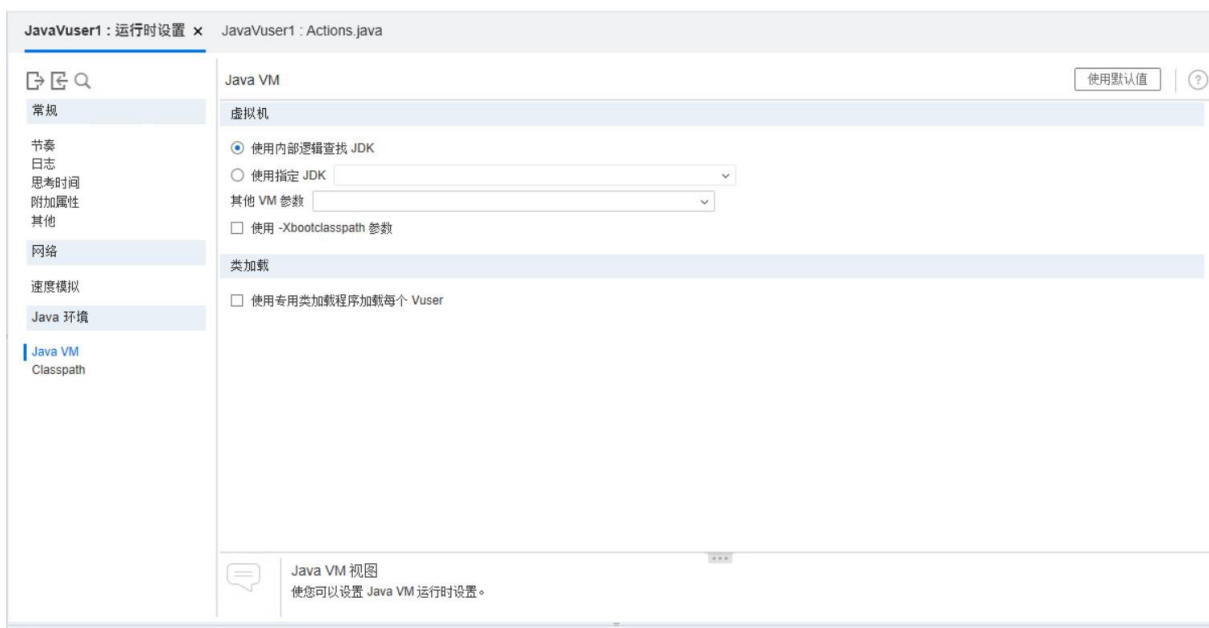 JavaVuser1 : 运行时设置 × JavaVuser1 : Actions.java
Java VM 使用默认值 ?
常规
虚拟机
节奏
日志
思考时间
附加属性
其他
使用内部逻辑查找 JDK
使用指定 JDK
其他 VM 参数
使用 -Xbootclasspath 参数
网络
类加载
速度模拟
使用专用类加载程序加载每个 Vuser
Java 环境
Java VM
Classpath
Java VM 视图
使您可以设置 Java VM 运行时设置。